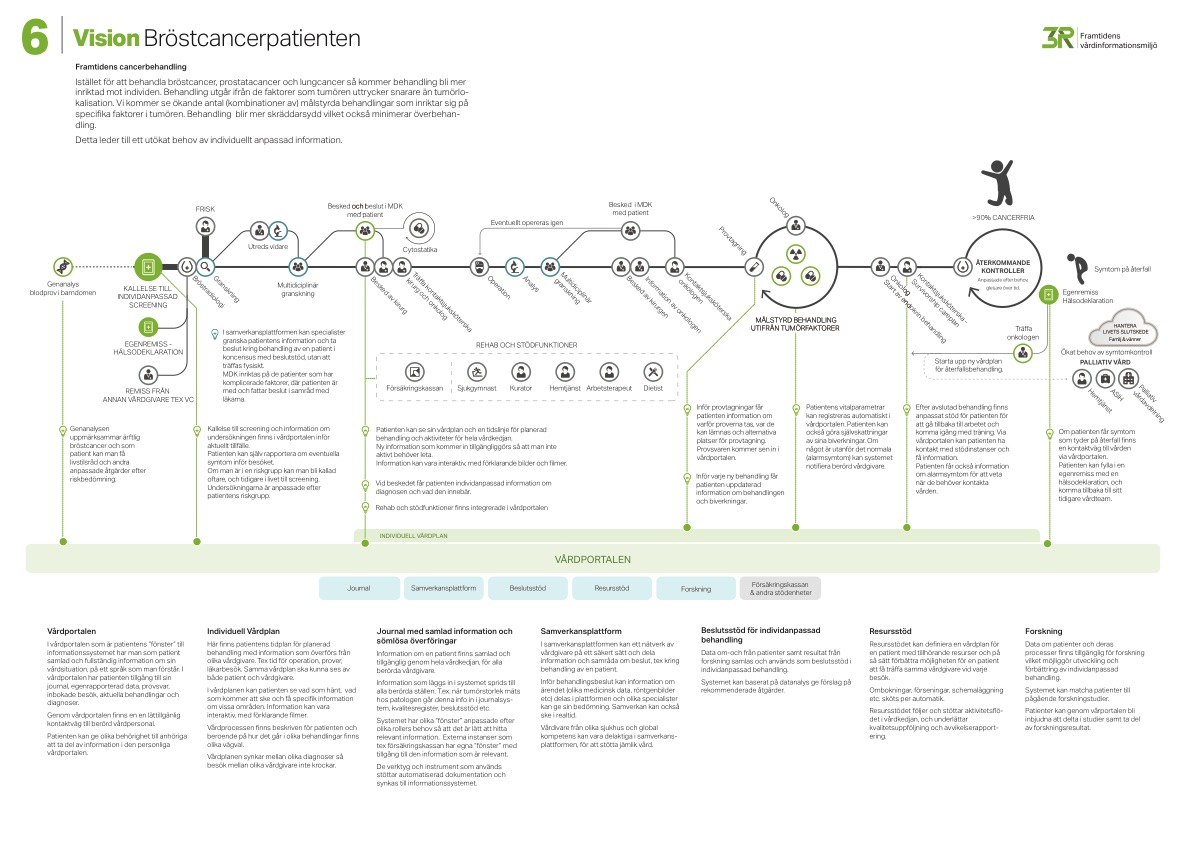 6
Vision Bröstcancerpatienten
3R
Framtidens
vårdinformationsmiljö
Framtidens cancerbehandling
Istället för att behandla bröstcancer, prostatacancer och lungcancer så kommer behandling bli mer
inriktad mot individen. Behandling utgår ifrån de faktorer som tumören uttrycker snarare än tumörlo-
kalisation. Vi kommer se ökande antal (kombinationer av) målstyrda behandlingar som inriktar sig på
specifika faktorer i tumören. Behandling blir mer skräddarsydd vilket också minimerar överbehan-
dling.
Detta leder till ett utökat behov av individuellt anpassad information.
Genanalys
blodprov i barndomen
KALLELSE TILL
INDIVIDANPASSAD
SCREENING
EGENREMISS -
HÄLSODEKLARATION
REMISS FRÅN
ANNAN VÅRDGIVARE TEX VC
FRISK
Bröstradiolog
Granskning
Utreds vidare
Multidiciplinär
granskning
I samverkansplattformen kan specialister
granska patientens information och ta
beslut kring behandling av en patient i
koncensus med beslutstöd, utan att
träffas fysiskt.
MDK inriktas på de patienter som har
komplicerade faktorer, där patienten är
med och fattar beslut i samråd med
läkarna.
Besked och beslut i MDK
med patient
Cytostatika
Besked av kirurg
Träffa Kontaktsjuksköterska
kirurg och onkolog
Eventuellt opereras igen
Operation
Analys
Multidiciplinär
granskning
Besked i MDK
med patient
Besked av kirurgen
Information av onkologen
Kontaktsjuksköterska
onkologen
REHAB OCH STÖDFUNKTIONER
Försäkringskassan
Sjukgymnast
Kurator
Hemtjänst
Arbetsterapeut
Dietist
Provtagning
Onkolog
MÅLSTYRD BEHANDLING
UTIFRÅN TUMÖRFAKTORER
Onkolog
Start av endokrin behandling
Kontaktsjuksköterska -
Survivorship careplan
>90% CANCERFRIA
ÅTERKOMMANDE
KONTROLLER
Anpassade efter behov,
glesare över tid.
Symtom på återfall
Egenremiss
Hälsodeklaration
Träffa
onkologen
Starta upp ny vårdplan
för återfallsbehandling.
HANTERA
LIVETS SLUTSKEDE
Familj & vänner
Ökat behov av symtomkontroll
PALLIATIV VÅRD
Hemtjänst
ASIH
Palliativ
vårdavdelning
Genanalysen
uppmärksammar ärftlig
bröstcancer och som
patient kan man få
livstilsråd och andra
anpassade åtgärder efter
riskbedömning.
Kallelse till screening och information om
undersökningen finns i vårdportalen inför
aktuellt tillfälle.
Patienten kan själv rapportera om eventuella
symtom inför besöket.
Om man är i en riskgrupp kan man bli kallad
oftare, och tidigare i livet till screening.
Undersökningarna är anpassade efter
patientens riskgrupp.
Patienten kan se sin vårdplan och en tidslinje för planerad
behandling och aktiviteter för hela vårdkedjan.
Ny information som kommer in tillgängliggörs så att man inte
aktivt behöver leta.
Information kan vara interaktiv, med förklarande bilder och filmer.
Vid beskedet får patienten individanpassad information om
diagnosen och vad den innebär.
Rehab och stödfunktioner finns integrerade i vårdportalen
Inför provtagningar får
patienten information om
varför proverna tas, var de
kan lämnas och alternativa
platser för provtagning.
Provsvaren kommer sen in i
vårdportalen.
Inför varje ny behandling får
patienten uppdaterad
information om behandlingen
och biverkningar.
Patientens vitalparametrar
kan registreras automatiskt i
vårdportalen. Patienten kan
också göra självskattningar
av sina biverkningar. Om
något är utanför det normala
(alarmsymtom) kan systemet
notifiera berörd vårdgivare.
Efter avslutad behandling finns
anpassat stöd för patienten för
att gå tillbaka till arbetet och
komma igång med träning. Via
vårdportalen kan patienten ha
kontakt med stödinstanser och
få information.
Patienten får också information
om alarmsymtom för att veta
när de behöver kontakta
vården.
Om patienten får symtom
som tyder på återfall finns
en kontaktväg till vården
via vårdportalen.
Patienten kan fylla i en
egenremiss med en
hälsodeklaration, och
komma tillbaka till sitt
tidigare vårdteam.
INDIVIDUELL VÅRDPLAN
VÅRDPORTALEN
Journal
Samverkansplattform
Beslutsstöd
Resursstöd
Forskning
Försäkringskassan
& andra stödenheter
Vårdportalen
I vårdportalen som är patientens "fönster" till
informationssystemet har man som patient
samlad och fullständig information om sin
vårdsituation, på ett språk som man förstår. I
vårdportalen har patienten tillgång till sin
journal, egenrapporterad data, provsvar,
inbokade besök, aktuella behandlingar och
diagnoser.
Genom vårdportalen finns en en lättillgänlig
kontaktväg till berörd vårdpersonal.
Patienten kan ge olika behörighet till anhöriga
att ta del av information i den personliga
vårdportalen.
Individuell Vårdplan
Här finns patientens tidplan för planerad
behandling med information som överförs från
olika vårdgivare. Tex tid för operation, prover,
läkarbesök. Samma vårdplan ska kunna ses av
både patient och vårdgivare.
I vårdplanen kan patienten se vad som hänt, vad
som kommer att ske och få specifik information
om vissa områden. Information kan vara
interaktiv, med förklarande filmer.
Vårdprocessen finns beskriven för patienten och
beroende på hur det går i olika behandlingar finns
olika vägval.
Vårdplanen synkar mellan olika diagnoser så
besök mellan olika vårdgivare inte krockar.
Journal med samlad information och
sömlösa överföringar
Information om en patient finns samlad och
tillgänglig genom hela vårdkedjan, för alla
berörda vårdgivare.
Information som läggs in i systemet sprids till
alla berörda ställen. T.ex. när tumörstorlek mäts
hos patologen går denna info in i journalsys-
tem, kvalitesregister, beslutsstöd etc.
Systemet har olika "fönster" anpassade efter
olika rollers behov så att det är lätt att hitta
relevant information. Externa instanser som
tex försäkringskassan har egna "fönster" med
tillgång till den information som är relevant.
De verktyg och instrument som används
stöttar automatiserad dokumentation och
synkas till informationssystemet.
Samverkansplattform
I samverkansplattformen kan ett nätverk av
vårdgivare på ett säkert sätt och dela
information och samråda om beslut, tex kring
behandling av en patient.
Inför behandlingsbeslut kan information om
ärendet (olika medicinsk data, röntgenbilder
etc) delas i plattformen och olika specialister
kan ge sin bedömning. Samverkan kan också
ske i realtid.
Vårdivare från olika sjukhus och global
kompetens kan vara delaktiga i samverkans-
plattformen, för att stötta jämlik vård.
Beslutsstöd för individanpassad
behandling
Data om-och från patienter samt resultat från
forskning samlas och används som beslutsstöd i
individanpassad behandling.
Systemet kan baserat på datanalys ge förslag på
rekommenderade åtgärder.
Resursstöd
Resursstödet kan definiera en vårdplan för
en patient med tillhörande resurser och på
så sätt förbättra möjligheten för en patient
att få träffa samma vårdgivare vid varje
besök.
Ombokningar, förseningar, schemaläggning
etc. sköts av resursstödet.
Resursstödet följer och stöttar aktivitetsflö-
det i vårdkedjan, och underlättar
kvalitetsuppföljning och avvikelserapport-
ering.
Forskning
Data om patienter och deras
processer finns tillgänglig för forskning
vilket möjliggör utveckling och
förbättring av individanpassad
behandling.
Systemet kan matcha patienter till
pågående forskningstudier.
Patienter kan genom vårportalen bli
inbjudna att delta i studier samt ta del
av forskningsresultat.